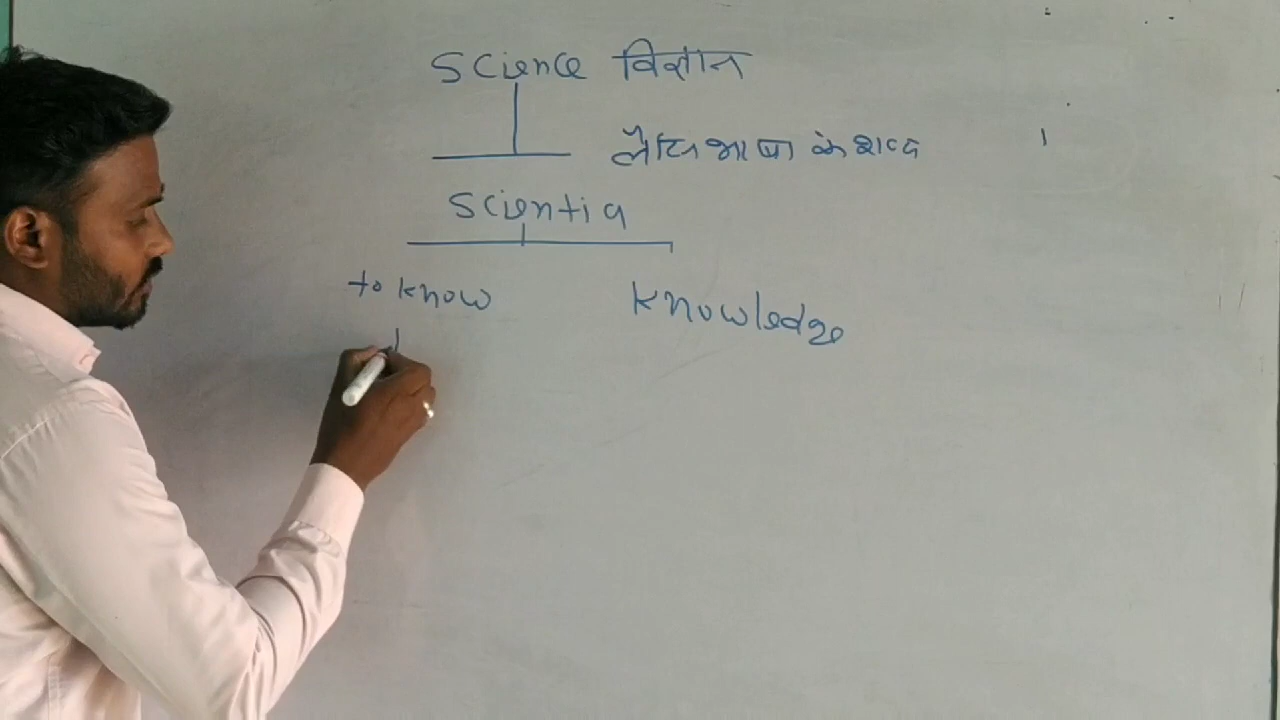 Science विज्ञान
लैटि भाषा के शब्द
Scientia
to know knowledge